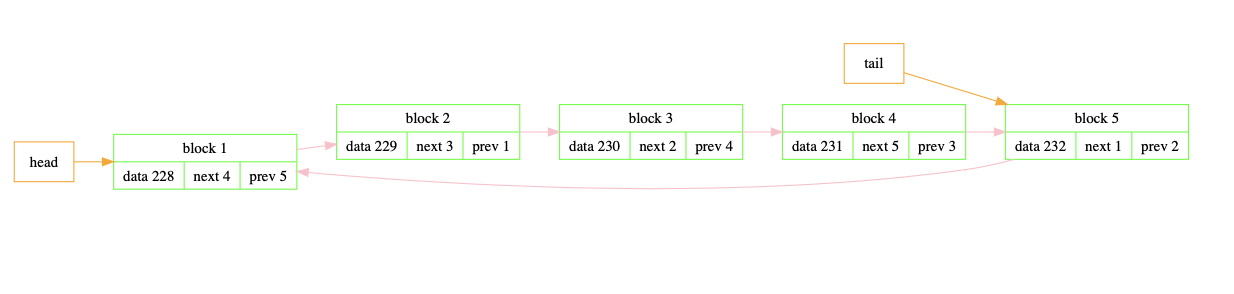 tail
block 2
block 3
block 4
block 5
data 229 next 3 prev 1
data 230 next 2 prev 4
data 231 next 5 prev 3
data 232 next 1 prev 2
head
block 1
data 228 next 4 prev 5